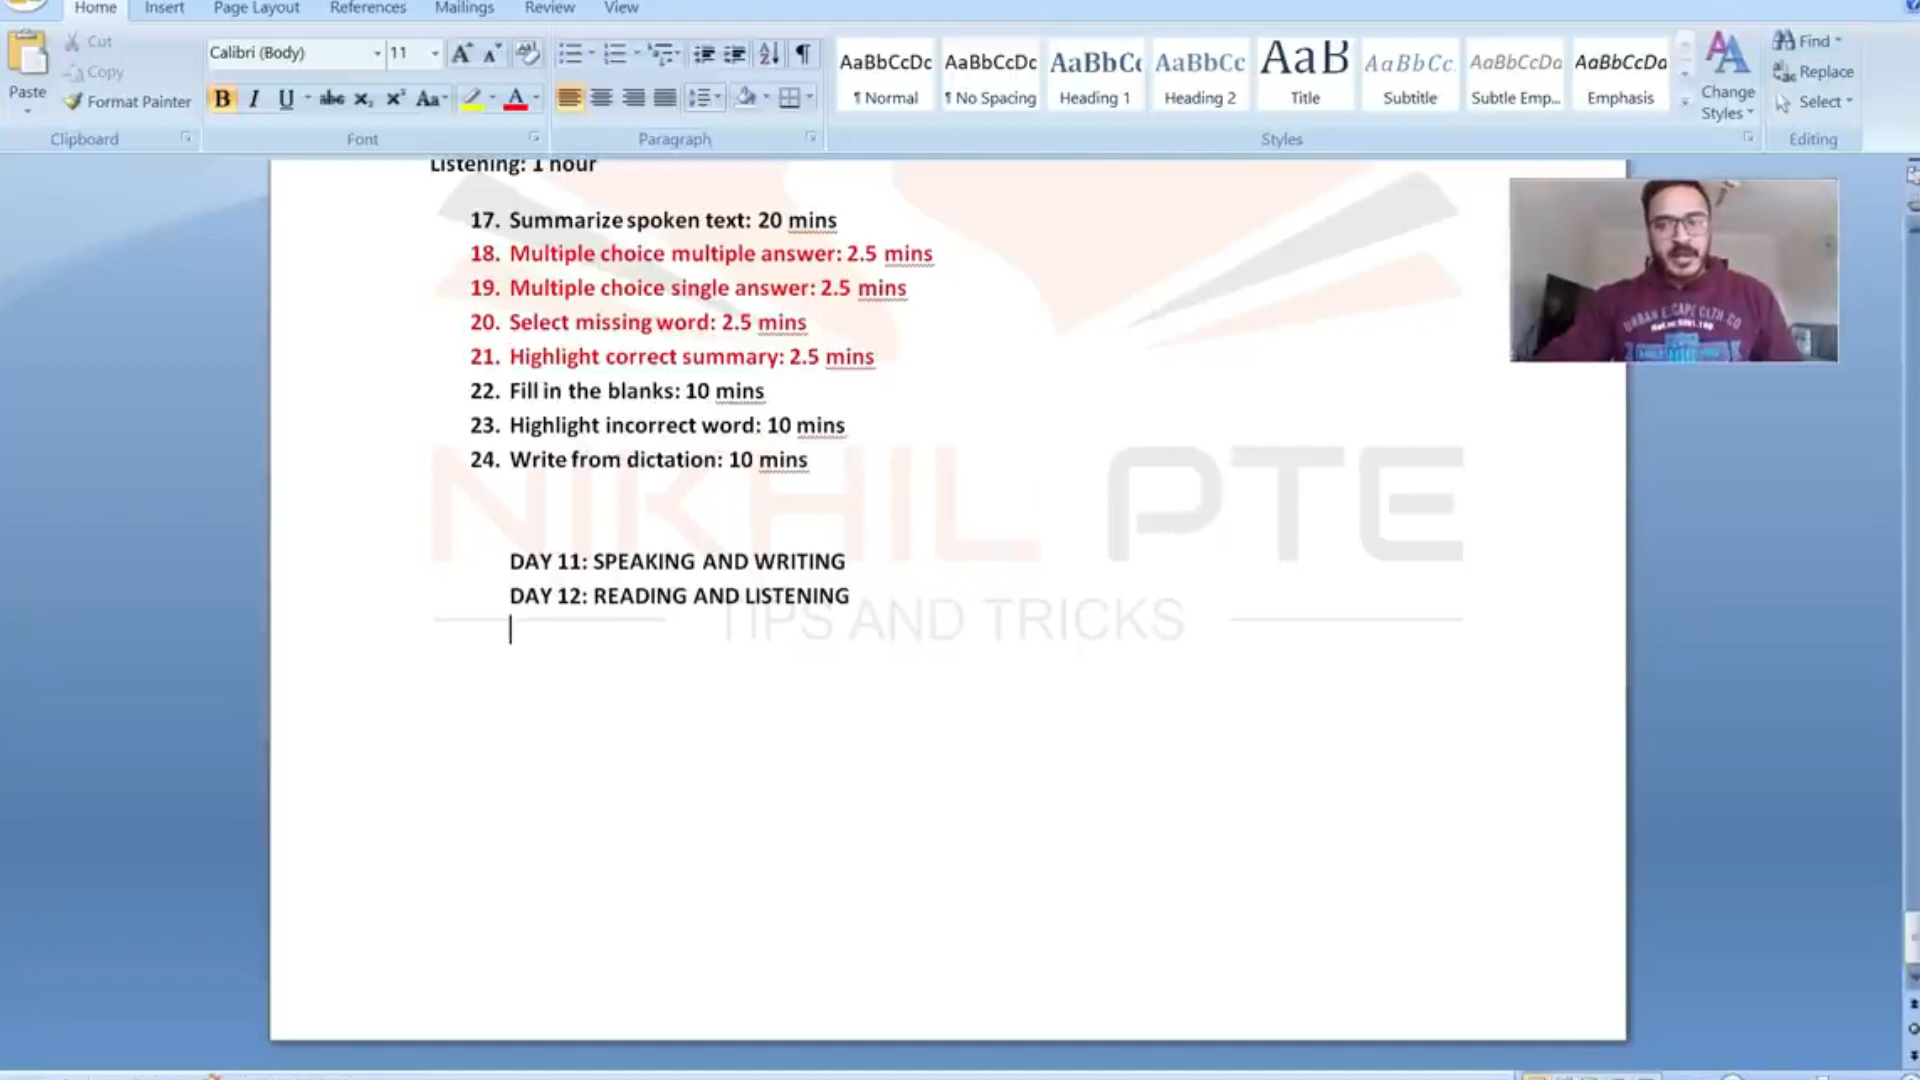 Home Insert Page Layout References Mailings Review View
Cut
Copy
Format Painter
Paste
Calibri (Body) 11
B I U abc x₂ x² Aa A
AaBbCcDc AaBbCcDc AaBbCc AaBbCc AaB AaBbCc. AaBbCcDa AaBbCcDa
¶ Normal ¶ No Spacing Heading 1 Heading 2 Title Subtitle Subtle Emp... Emphasis
Change Styles
Find
Replace
Select
Clipboard Font Paragraph Styles Editing
Listening: 1 hour
17. Summarize spoken text: 20 mins
18. Multiple choice multiple answer: 2.5 mins
19. Multiple choice single answer: 2.5 mins
20. Select missing word: 2.5 mins
21. Highlight correct summary: 2.5 mins
22. Fill in the blanks: 10 mins
23. Highlight incorrect word: 10 mins
24. Write from dictation: 10 mins
NIKHIL PTE
DAY 11: SPEAKING AND WRITING
DAY 12: READING AND LISTENING
TIPS AND TRICKS